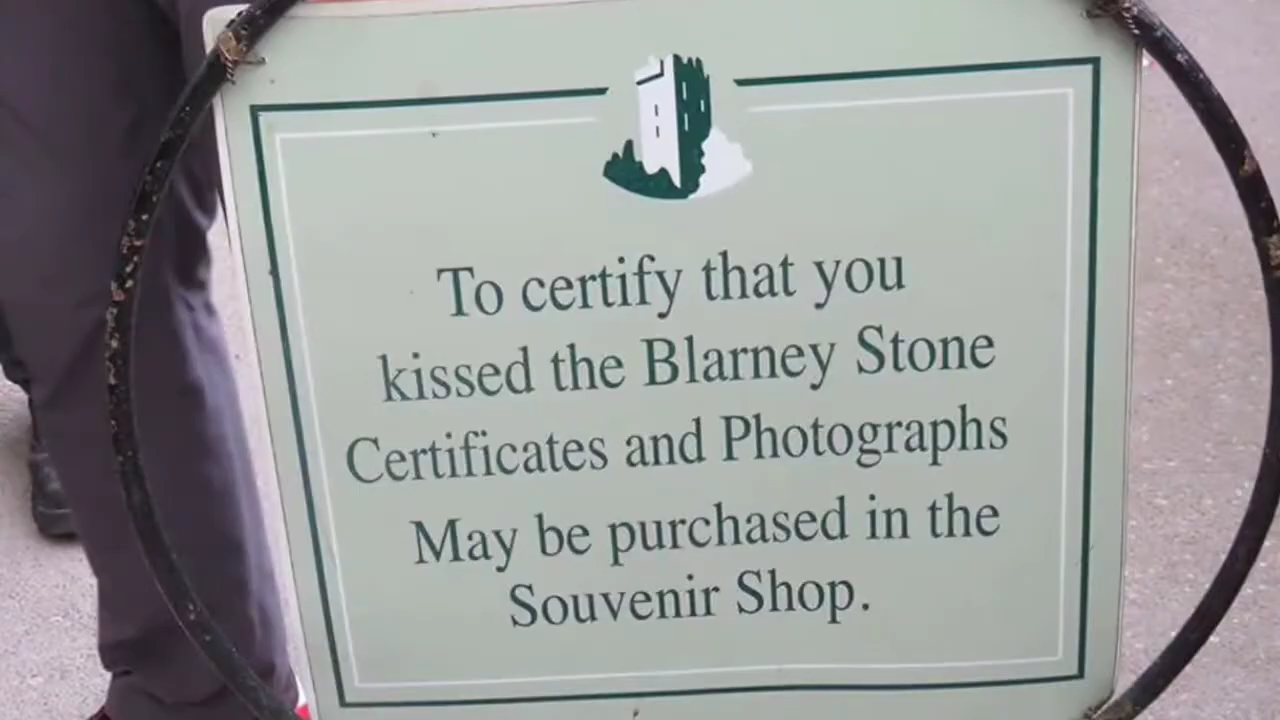 To certify that you
kissed the Blarney Stone
Certificates and Photographs
May be purchased in the
Souvenir Shop.